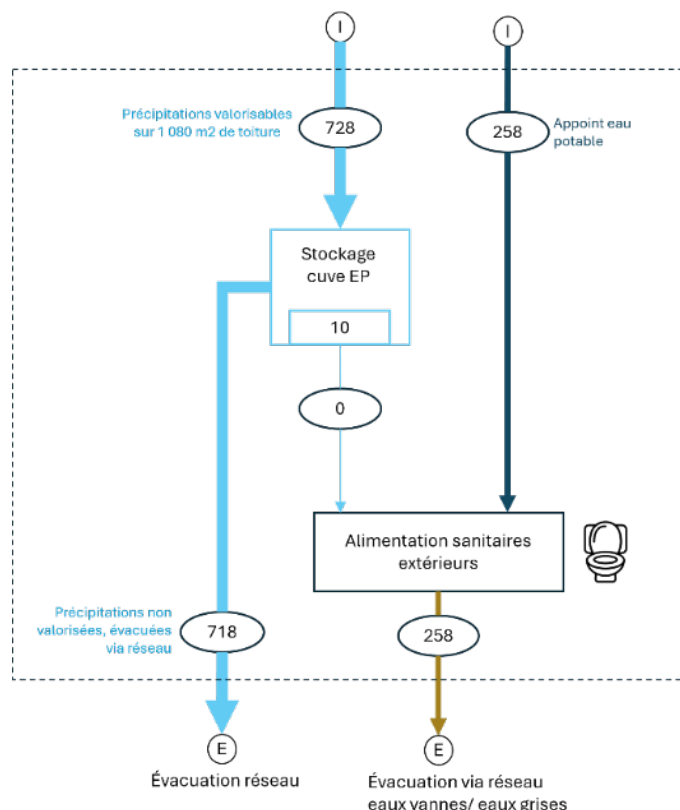 I
I
Précipitations valorisables
sur 1 080 m2 de toiture
728
258
Appoint eau
potable
Stockage
cuve EP
10
0
Alimentation sanitaires
extérieurs
Précipitations non
valorisées, évacuées
via réseau
718
258
E
E
Évacuation réseau
Évacuation via réseau
eaux vannes/ eaux grises